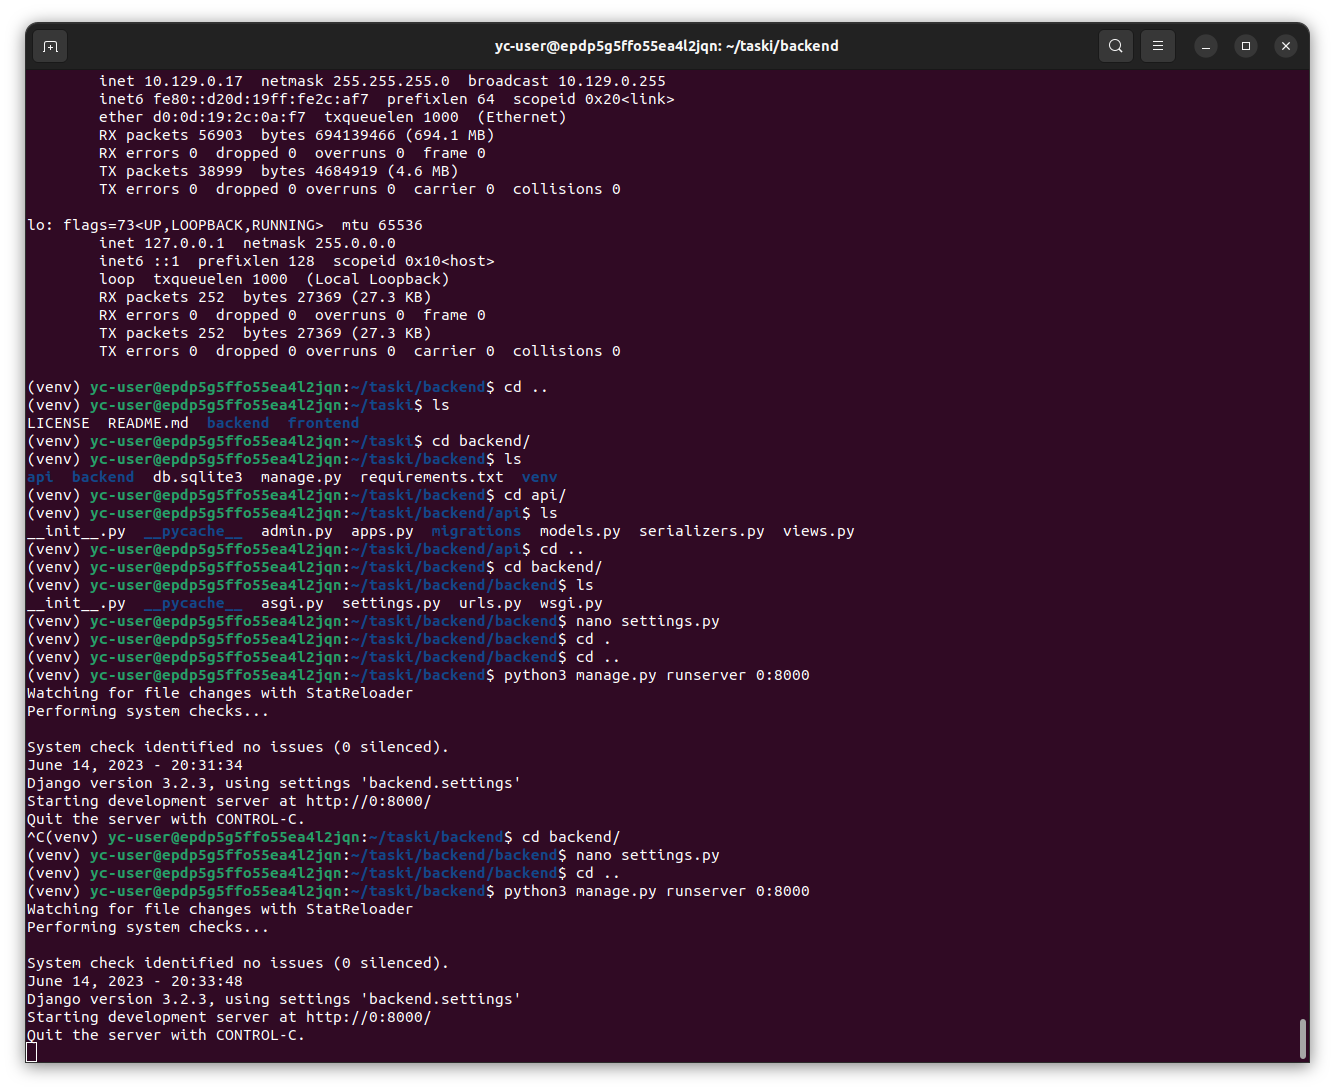 yc-user@epdp5g5ffo55ea4l2jqn: ~/taski/backend
inet 10.129.0.17  netmask 255.255.255.0  broadcast 10.129.0.255
inet6 fe80::d20d:19ff:fe2c:af7  prefixlen 64  scopeid 0x20<link>
ether d0:0d:19:2c:0a:f7  txqueuelen 1000  (Ethernet)
RX packets 56903  bytes 694139466 (694.1 MB)
RX errors 0  dropped 0  overruns 0  frame 0
TX packets 38999  bytes 4684919 (4.6 MB)
TX errors 0  dropped 0 overruns 0  carrier 0  collisions 0
lo: flags=73<UP,LOOPBACK,RUNNING>  mtu 65536
inet 127.0.0.1  netmask 255.0.0.0
inet6 ::1  prefixlen 128  scopeid 0x10<host>
loop  txqueuelen 1000  (Local Loopback)
RX packets 252  bytes 27369 (27.3 KB)
RX errors 0  dropped 0  overruns 0  frame 0
TX packets 252  bytes 27369 (27.3 KB)
TX errors 0  dropped 0 overruns 0  carrier 0  collisions 0
(venv) yc-user@epdp5g5ffo55ea4l2jqn:~/taski/backend$ cd ..
(venv) yc-user@epdp5g5ffo55ea4l2jqn:~/taski$ ls
LICENSE  README.md  backend  frontend
(venv) yc-user@epdp5g5ffo55ea4l2jqn:~/taski$ cd backend/
(venv) yc-user@epdp5g5ffo55ea4l2jqn:~/taski/backend$ ls
api  backend  db.sqlite3  manage.py  requirements.txt  venv
(venv) yc-user@epdp5g5ffo55ea4l2jqn:~/taski/backend$ cd api/
(venv) yc-user@epdp5g5ffo55ea4l2jqn:~/taski/backend/api$ ls
__init__.py  __pycache__  admin.py  apps.py  migrations  models.py  serializers.py  views.py
(venv) yc-user@epdp5g5ffo55ea4l2jqn:~/taski/backend/api$ cd ..
(venv) yc-user@epdp5g5ffo55ea4l2jqn:~/taski/backend$ cd backend/
(venv) yc-user@epdp5g5ffo55ea4l2jqn:~/taski/backend/backend$ ls
__init__.py  __pycache__  asgi.py  settings.py  urls.py  wsgi.py
(venv) yc-user@epdp5g5ffo55ea4l2jqn:~/taski/backend/backend$ nano settings.py
(venv) yc-user@epdp5g5ffo55ea4l2jqn:~/taski/backend/backend$ cd .
(venv) yc-user@epdp5g5ffo55ea4l2jqn:~/taski/backend/backend$ cd ..
(venv) yc-user@epdp5g5ffo55ea4l2jqn:~/taski/backend$ python3 manage.py runserver 0:8000
Watching for file changes with StatReloader
Performing system checks...
System check identified no issues (0 silenced).
June 14, 2023 - 20:31:34
Django version 3.2.3, using settings 'backend.settings'
Starting development server at http://0:8000/
Quit the server with CONTROL-C.
^C(venv) yc-user@epdp5g5ffo55ea4l2jqn:~/taski/backend$ cd backend/
(venv) yc-user@epdp5g5ffo55ea4l2jqn:~/taski/backend/backend$ nano settings.py
(venv) yc-user@epdp5g5ffo55ea4l2jqn:~/taski/backend/backend$ cd ..
(venv) yc-user@epdp5g5ffo55ea4l2jqn:~/taski/backend$ python3 manage.py runserver 0:8000
Watching for file changes with StatReloader
Performing system checks...
System check identified no issues (0 silenced).
June 14, 2023 - 20:33:48
Django version 3.2.3, using settings 'backend.settings'
Starting development server at http://0:8000/
Quit the server with CONTROL-C.